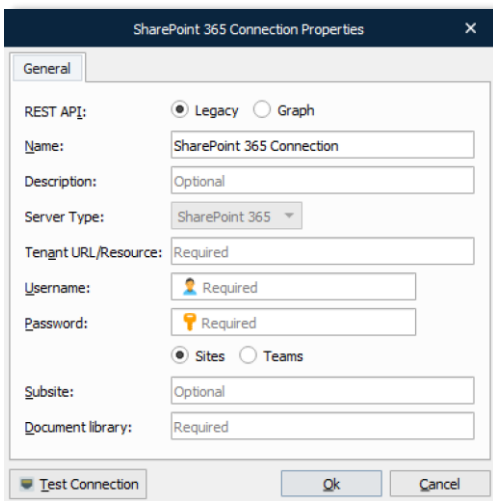 SharePoint 365 Connection Properties
General
REST API: Legacy Graph
Name: SharePoint 365 Connection
Description: Optional
Server Type: SharePoint 365
Tenant URL/Resource: Required
Username: Required
Password: Required
Sites Teams
Subsite: Optional
Document library: Required
Test Connection Ok Cancel